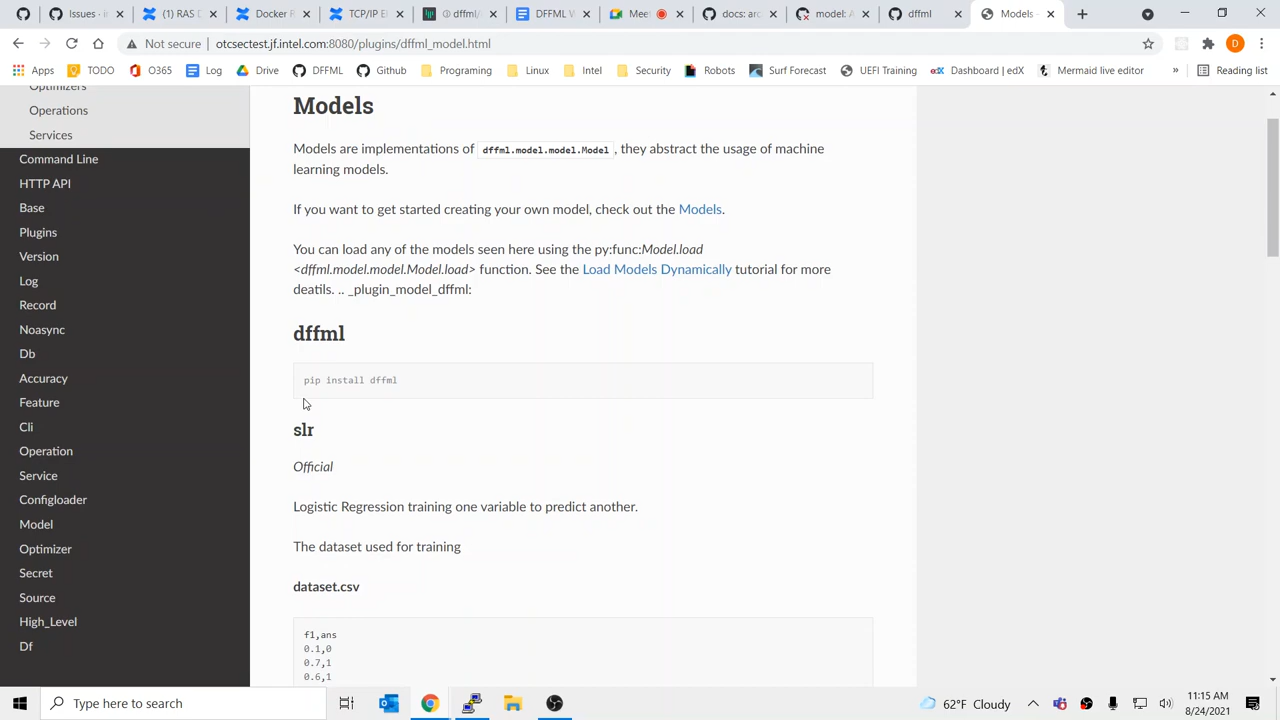 (1) RAS D
Docker
TCP/IP E
@ dffml/
DFFML W
Mee
docs: arc
model: A
dffml
Models -
Not secure
otcsectest.jf.intel.com:8080/plugins/dffml_model.html
Apps
TODO
O365
Log
Drive
DFFML
Github
Programing
Linux
Intel
Security
Robots
Surf Forecast
UEFI Training
Dashboard | edX
Mermaid live editor
»
Reading list
Optimizers
Operations
Services
Command Line
HTTP API
Base
Plugins
Version
Log
Record
Noasync
Db
Accuracy
Feature
Cli
Operation
Service
Configloader
Model
Optimizer
Secret
Source
High_Level
Df
Models
Models are implementations of dffml.model.model.Model, they abstract the usage of machine
learning models.
If you want to get started creating your own model, check out the Models.
You can load any of the models seen here using the py:func:Model.load
<dffml.model.model.Model.load> function. See the Load Models Dynamically tutorial for more
deatils. .. _plugin_model_dffml:
dffml
pip install dffml
slr
Official
Logistic Regression training one variable to predict another.
The dataset used for training
dataset.csv
f1,ans
0.1,0
0.7,1
0.6,1
Type here to search
62°F Cloudy
11:15 AM
8/24/2021